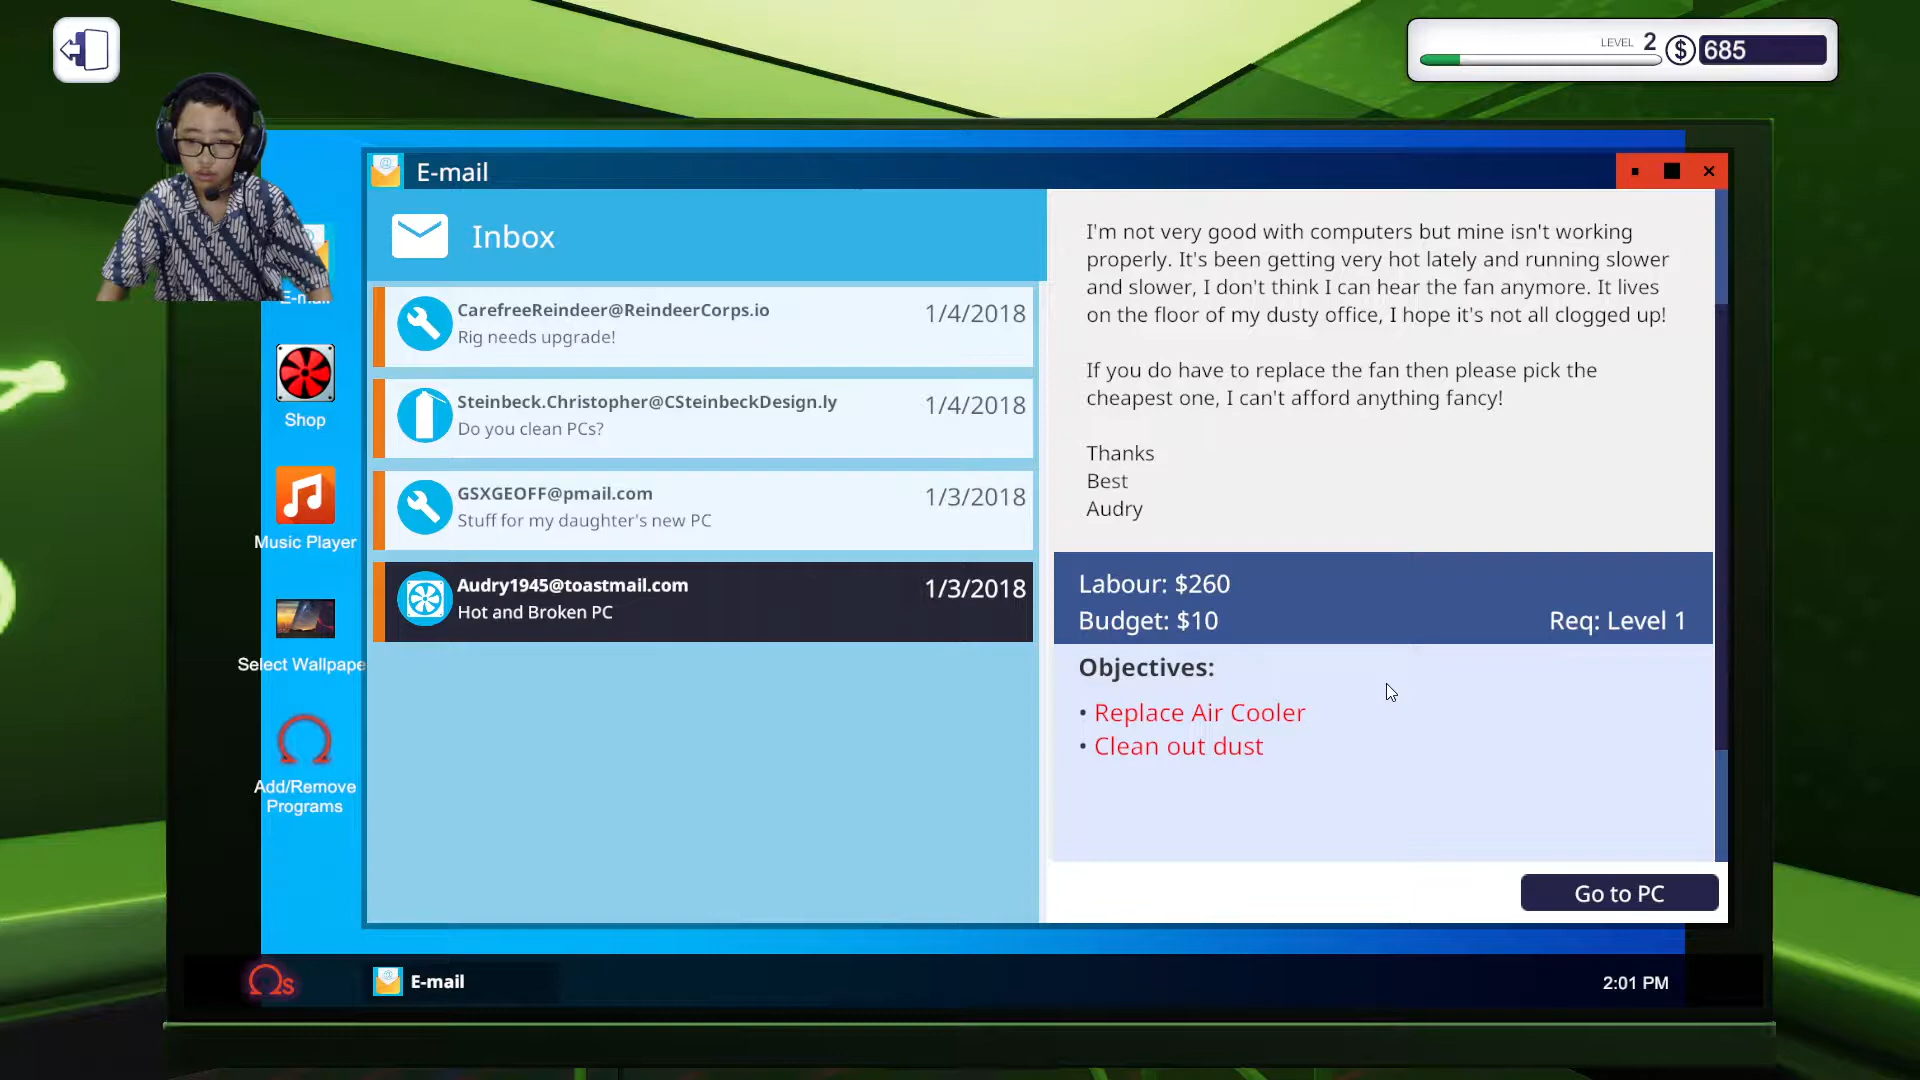 LEVEL 2
$ 685
E-mail
Inbox
CarefreeReindeer@ReindeerCorps.io
1/4/2018
Rig needs upgrade!
Steinbeck.Christopher@CSteinbeckDesign.ly
1/4/2018
Do you clean PCs?
GSXGEOFF@pmail.com
1/3/2018
Stuff for my daughter's new PC
Audry1945@toastmail.com
1/3/2018
Hot and Broken PC
I'm not very good with computers but mine isn't working
properly. It's been getting very hot lately and running slower
and slower, I don't think I can hear the fan anymore. It lives
on the floor of my dusty office, I hope it's not all clogged up!
If you do have to replace the fan then please pick the
cheapest one, I can't afford anything fancy!
Thanks
Best
Audry
Labour: $260
Budget: $10
Req: Level 1
Objectives:
• Replace Air Cooler
• Clean out dust
Go to PC
E-mail
Shop
Music Player
Select Wallpape
Add/Remove
Programs
Ωs
E-mail
2:01 PM